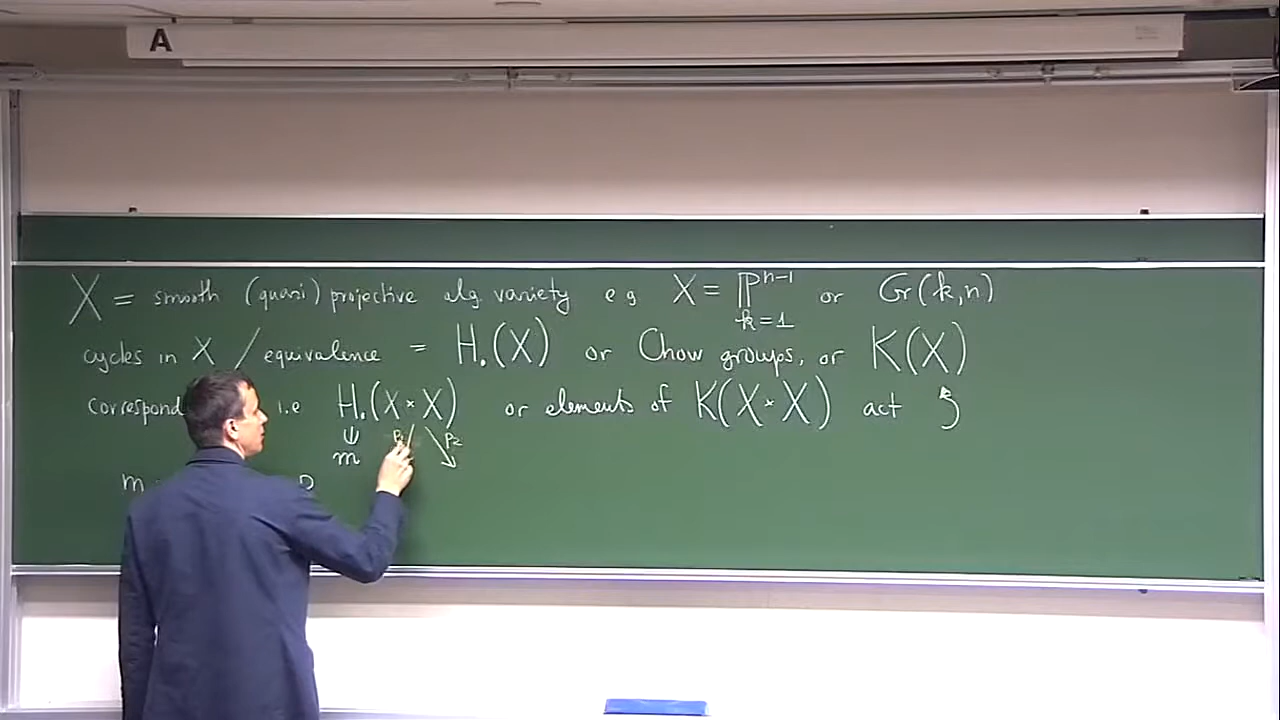 A
X = smooth (quasi) projective alg. variety e.g. X = ℙⁿ⁻¹ or Gr(k,n)
k=1
cycles in X / equivalence = H.(X) or Chow groups, or K(X)
i.e H.(X × X) or elements of K(X × X) act
p₂
m
m